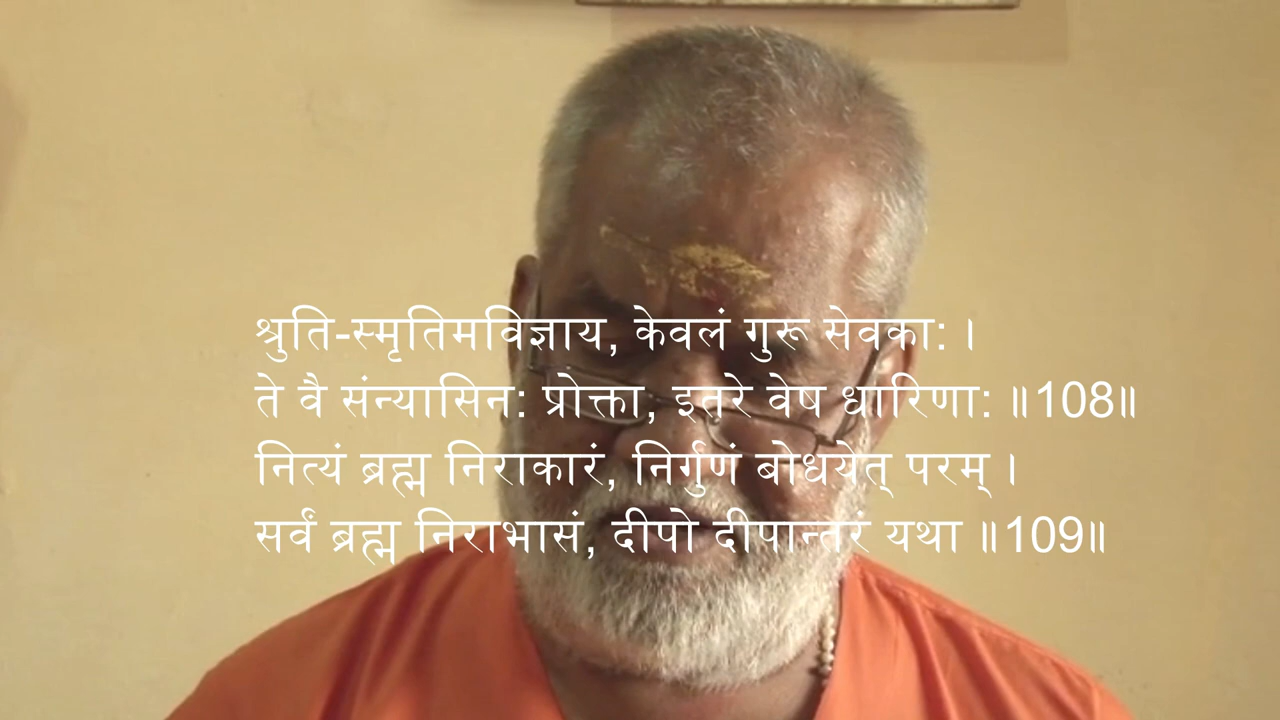 श्रुति-स्मृतिमविज्ञाय, केवलं गुरू सेवका: ।
ते वै संन्यासिन: प्रोक्ता, इतरे वेष धारिणा: ॥108॥
नित्यं ब्रह्म निराकारं, निर्गुणं बोधयेत् परम् ।
सर्वं ब्रह्म निराभासं, दीपो दीपान्तरं यथा ॥109॥